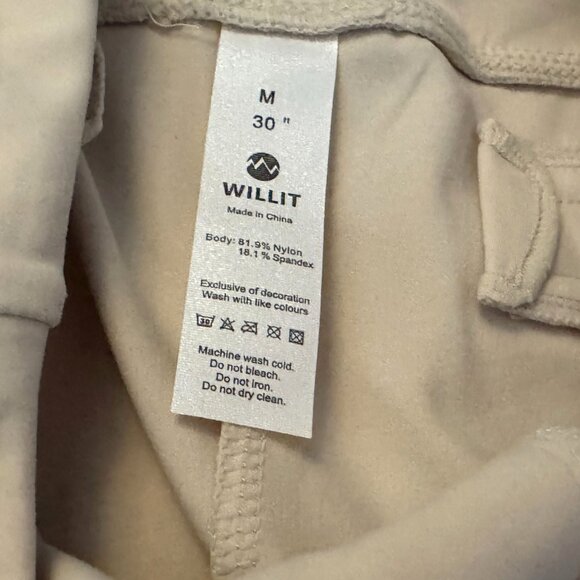 M
30 "
WILLIT
Made in China
Body: 81.9% Nylon
18.1% Spandex
Exclusive of decoration
Wash with like colours
30
Machine wash cold.
Do not bleach.
Do not iron.
Do not dry clean.